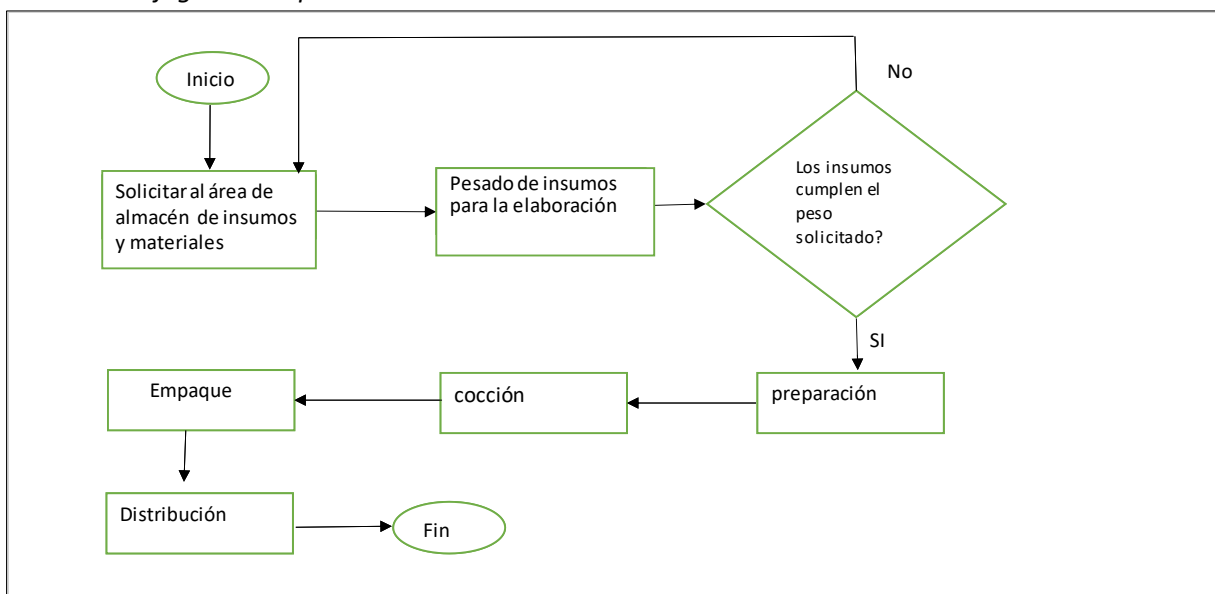 Inicio
No
Solicitar al área de
almacén de insumos
y materiales
Pesado de insumos
para la elaboración
Los insumos
cumplen el
peso
solicitado?
SI
preparación
cocción
Empaque
Distribución
Fin